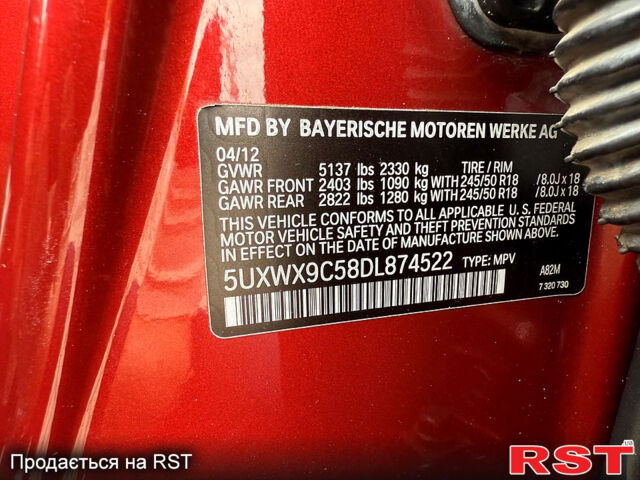 MFD BY BAYERISCHE MOTOREN WERKE AG
04/12
GVWR 5137 lbs 2330 kg TIRE / RIM
GAWR FRONT 2403 lbs 1090 kg WITH 245/50 R18 /8.0J x 18
GAWR REAR 2822 lbs 1280 kg WITH 245/50 R18 /8.0J x 18
THIS VEHICLE CONFORMS TO ALL APPLICABLE U. S. FEDERAL
MOTOR VEHICLE SAFETY AND THEFT PREVENTION STANDARDS
IN EFFECT ON THE DATE OF MANUFACTURE SHOWN ABOVE.
5UXWX9C58DL874522 TYPE: MPV A82M
7 320 730
Продається на RST
RST